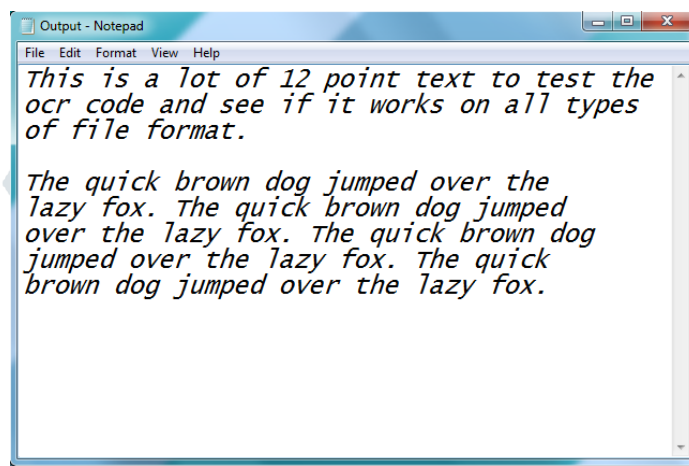 Output - Notepad
File Edit Format View Help
This is a lot of 12 point text to test the
ocr code and see if it works on all types
of file format.

The quick brown dog jumped over the
lazy fox. The quick brown dog jumped
over the lazy fox. The quick brown dog
jumped over the lazy fox. The quick
brown dog jumped over the lazy fox.